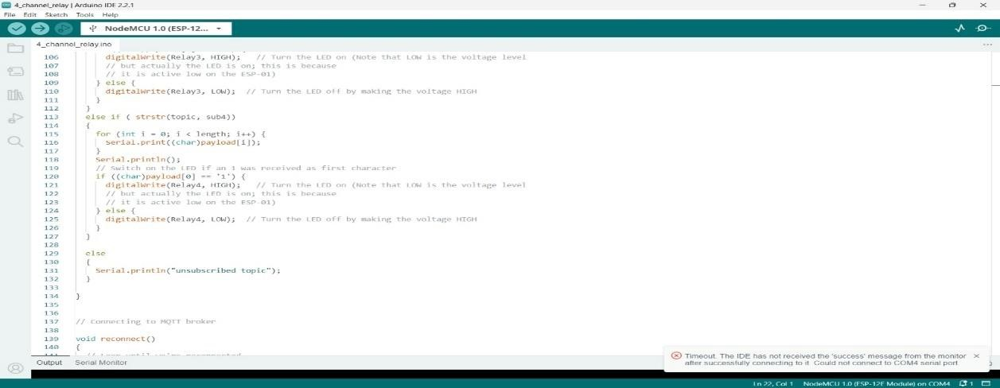 4_channel_relay | Arduino IDE 2.2.1
File Edit Sketch Tools Help
NodeMCU 1.0 (ESP-12...
4_channel_relay.ino
106 digitalWrite(Relay3, HIGH); // Turn the LED on (Note that LOW is the voltage level
107 // but actually the LED is on; this is because
108 // it is active low on the ESP-01)
109 } else {
110 digitalWrite(Relay3, LOW); // Turn the LED off by making the voltage HIGH
111 }
112 }
113 else if ( strstr(topic, sub4))
114 {
115 for (int i = 0; i < length; i++) {
116 Serial.print((char)payload[i]);
117 }
118 Serial.println();
119 // Switch on the LED if an 1 was received as first character
120 if ((char)payload[0] == '1') {
121 digitalWrite(Relay4, HIGH); // Turn the LED on (Note that LOW is the voltage level
122 // but actually the LED is on; this is because
123 // it is active low on the ESP-01)
124 } else {
125 digitalWrite(Relay4, LOW); // Turn the LED off by making the voltage HIGH
126 }
127 }
128
129 else
130 {
131 Serial.println("unsubscribed topic");
132 }
133
134 }
135
136
137 // Connecting to MQTT broker
138
139 void reconnect()
140 {
141 // Loop until we're reconnected
Output Serial Monitor
Timeout. The IDE has not received the 'success' message from the monitor
after successfully connecting to it. Could not connect to COM4 serial port.
Ln 22, Col 1 NodeMCU 1.0 (ESP-12E Module) on COM4 1